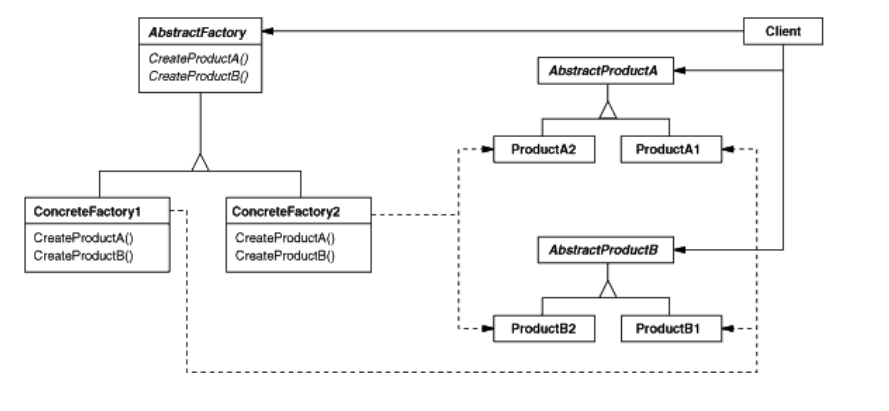 AbstractFactory
CreateProductA()
CreateProductB()
Client
AbstractProductA
ProductA2
ProductA1
ConcreteFactory1
CreateProductA()
CreateProductB()
ConcreteFactory2
CreateProductA()
CreateProductB()
AbstractProductB
ProductB2
ProductB1